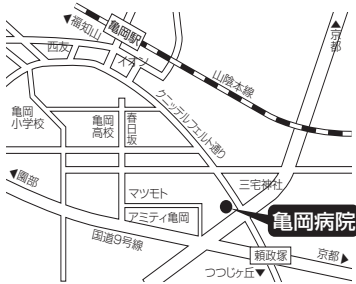 ▲福知山
亀岡駅
▲京都
西友
イオン
山陰本線
クニッテルフェルト通り
亀岡
小学校
亀岡
高校
春日坂
三宅神社
◀園部
マツモト
アミティ亀岡
亀岡病院
国道9号線
頼政塚
京都▲
つつじヶ丘▼